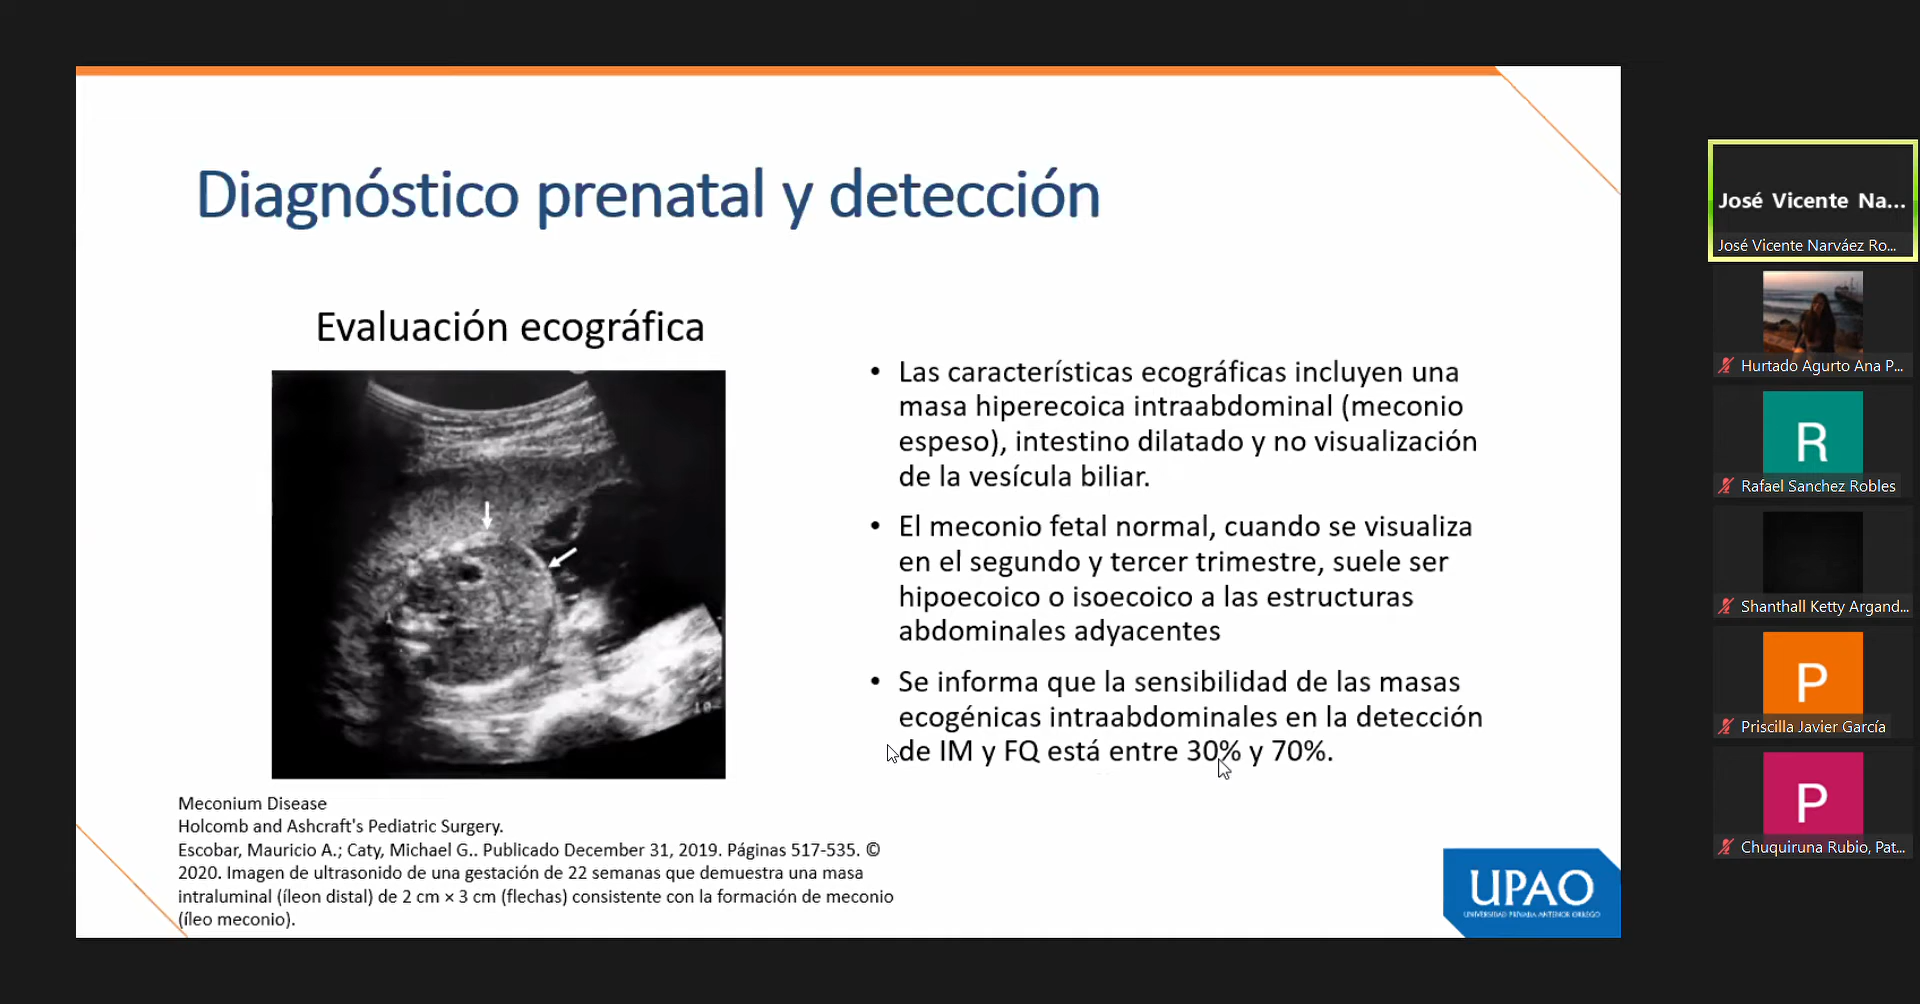 Diagnóstico prenatal y detección
Evaluación ecográfica
• Las características ecográficas incluyen una
masa hiperecoica intraabdominal (meconio
espeso), intestino dilatado y no visualización
de la vesícula biliar.
• El meconio fetal normal, cuando se visualiza
en el segundo y tercer trimestre, suele ser
hipoecoico o isoecoico a las estructuras
abdominales adyacentes
• Se informa que la sensibilidad de las masas
ecogénicas intraabdominales en la detección
de IM y FQ está entre 30% y 70%.
Meconium Disease
Holcomb and Ashcraft's Pediatric Surgery.
Escobar, Mauricio A.; Caty, Michael G.. Publicado December 31, 2019. Páginas 517-535. ©
2020. Imagen de ultrasonido de una gestación de 22 semanas que demuestra una masa
intraluminal (íleon distal) de 2 cm × 3 cm (flechas) consistente con la formación de meconio
(íleo meconio).
UPAO
UNIVERSIDAD PRIVADA ANTENOR ORREGO
José Vicente Na...
José Vicente Narváez Ro...
Hurtado Agurto Ana P...
R
Rafael Sanchez Robles
Shanthall Ketty Argand...
P
Priscilla Javier García
P
Chuquiruna Rubio, Pat...